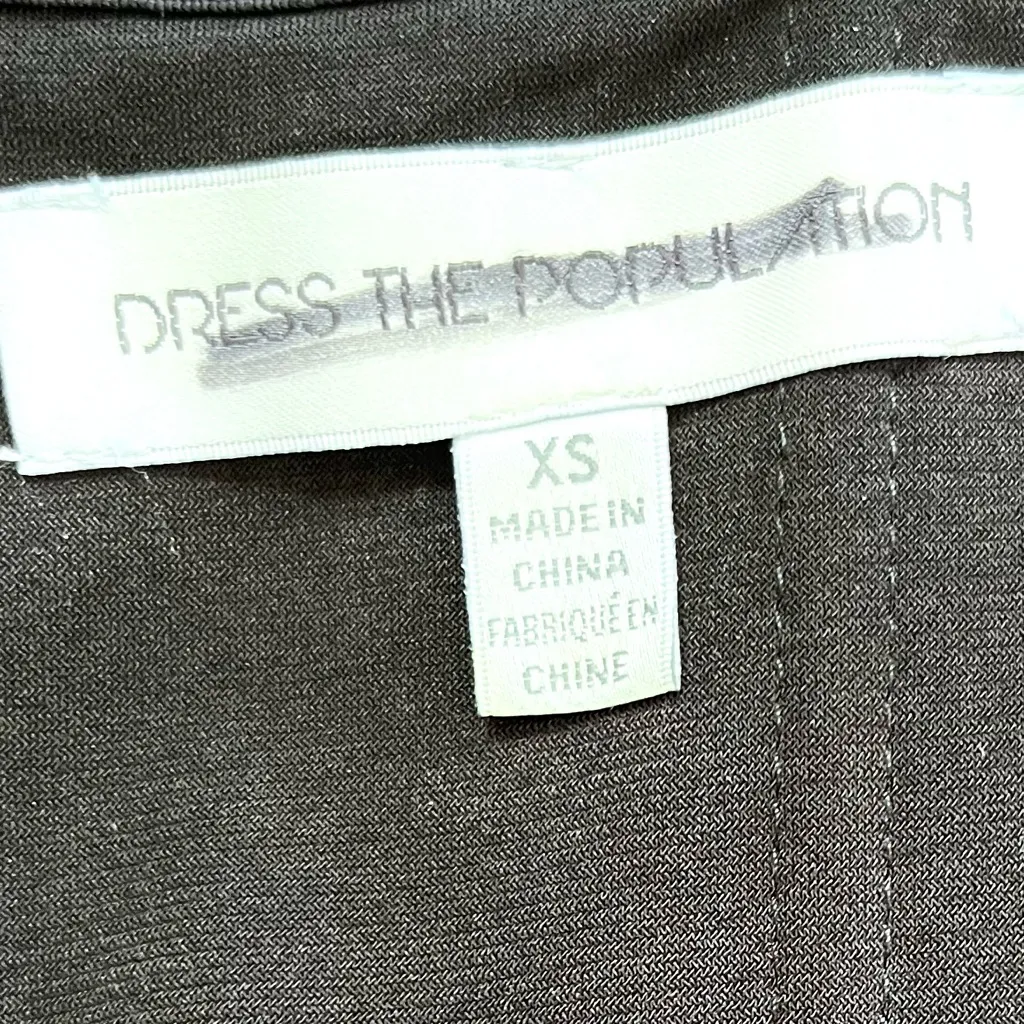 DRESS THE POPULATION
XS
MADE IN
CHINA
FABRIQUÉ EN
CHINE